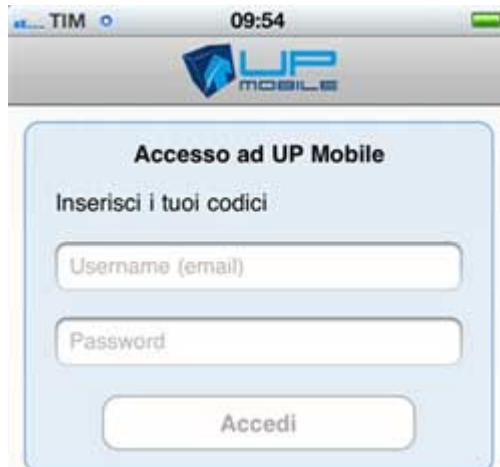 TIM 09:54
UP
MOBILE
Accesso ad UP Mobile
Inserisci i tuoi codici
Username (email)
Password
Accedi